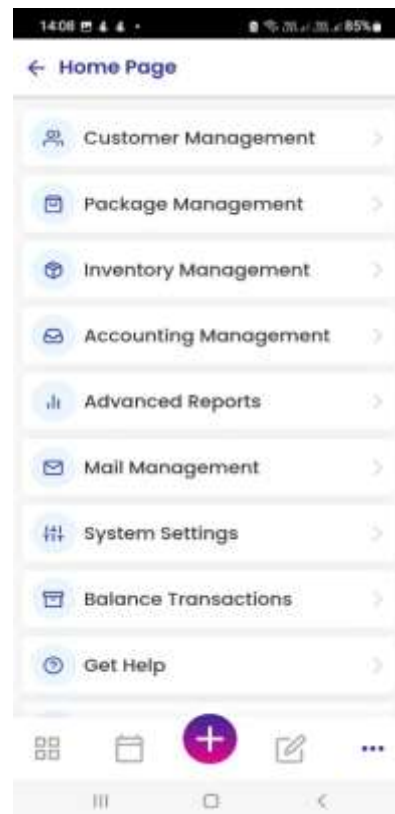 14:08
85%
Home Page
Customer Management
Package Management
Inventory Management
Accounting Management
Advanced Reports
Mail Management
System Settings
Balance Transactions
Get Help